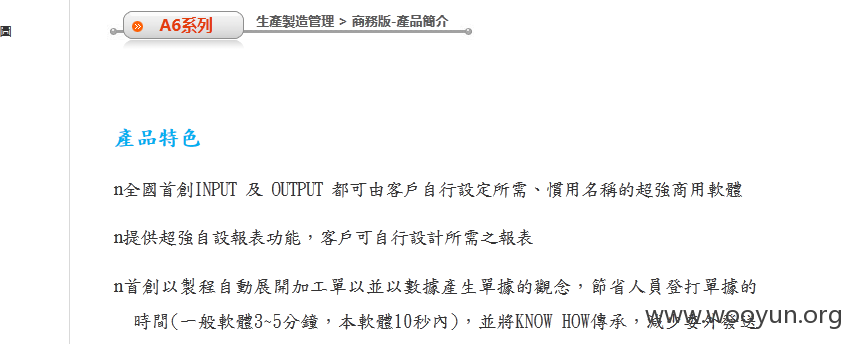 圖
A6系列
生產製造管理 > 商務版-產品簡介
產品特色
n全國首創INPUT 及 OUTPUT 都可由客戶自行設定所需、慣用名稱的超強商用軟體
n提供超強自設報表功能，客戶可自行設計所需之報表
n首創以製程自動展開加工單以並以數據產生單據的觀念，節省人員登打單據的
時間(一般軟體3~5分鐘，本軟體10秒內)，並將KNOW HOW傳承，減少委外發送
www.wooyun.org